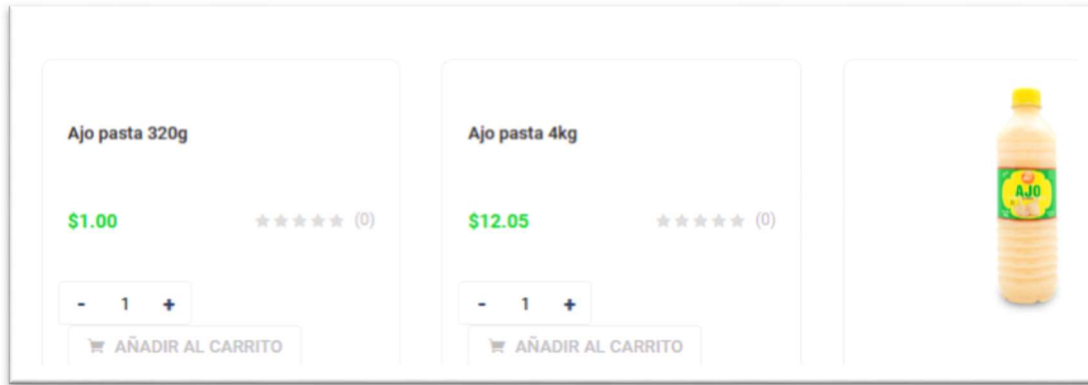 Ajo pasta 320g
$1.00
(0)
- 1 +
AÑADIR AL CARRITO
Ajo pasta 4kg
$12.05
(0)
- 1 +
AÑADIR AL CARRITO
AJO